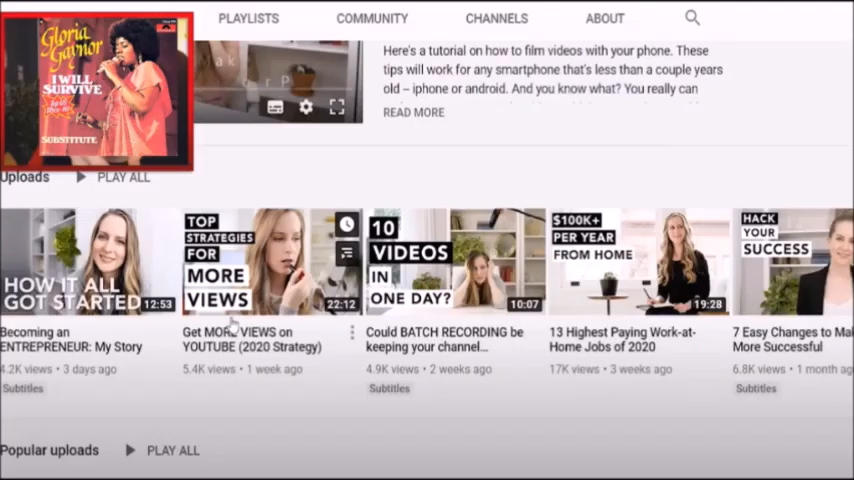 PLAYLISTS
COMMUNITY
CHANNELS
ABOUT
Gloria
Gaynor
I WILL
SURVIVE
SUBSTITUTE
Here's a tutorial on how to film videos with your phone. These
tips will work for any smartphone that's less than a couple years
old – iphone or android. And you know what? You really can
READ MORE
Uploads
PLAY ALL
HOW IT ALL
GOT STARTED
12:53
TOP
STRATEGIES
FOR
MORE
VIEWS
22:12
10
VIDEOS
IN
ONE DAY?
10:07
$100K+
PER YEAR
FROM HOME
19:28
HACK
YOUR
SUCCESS
Becoming an
ENTREPRENEUR: My Story
4.2K views • 3 days ago
Subtitles
Get MORE VIEWS on
YOUTUBE (2020 Strategy)
5.4K views • 1 week ago
Could BATCH RECORDING be
keeping your channel...
4.9K views • 2 weeks ago
Subtitles
13 Highest Paying Work-at-
Home Jobs of 2020
17K views • 3 weeks ago
7 Easy Changes to Mak
More Successful
6.8K views • 1 month ag
Subtitles
Popular uploads
PLAY ALL